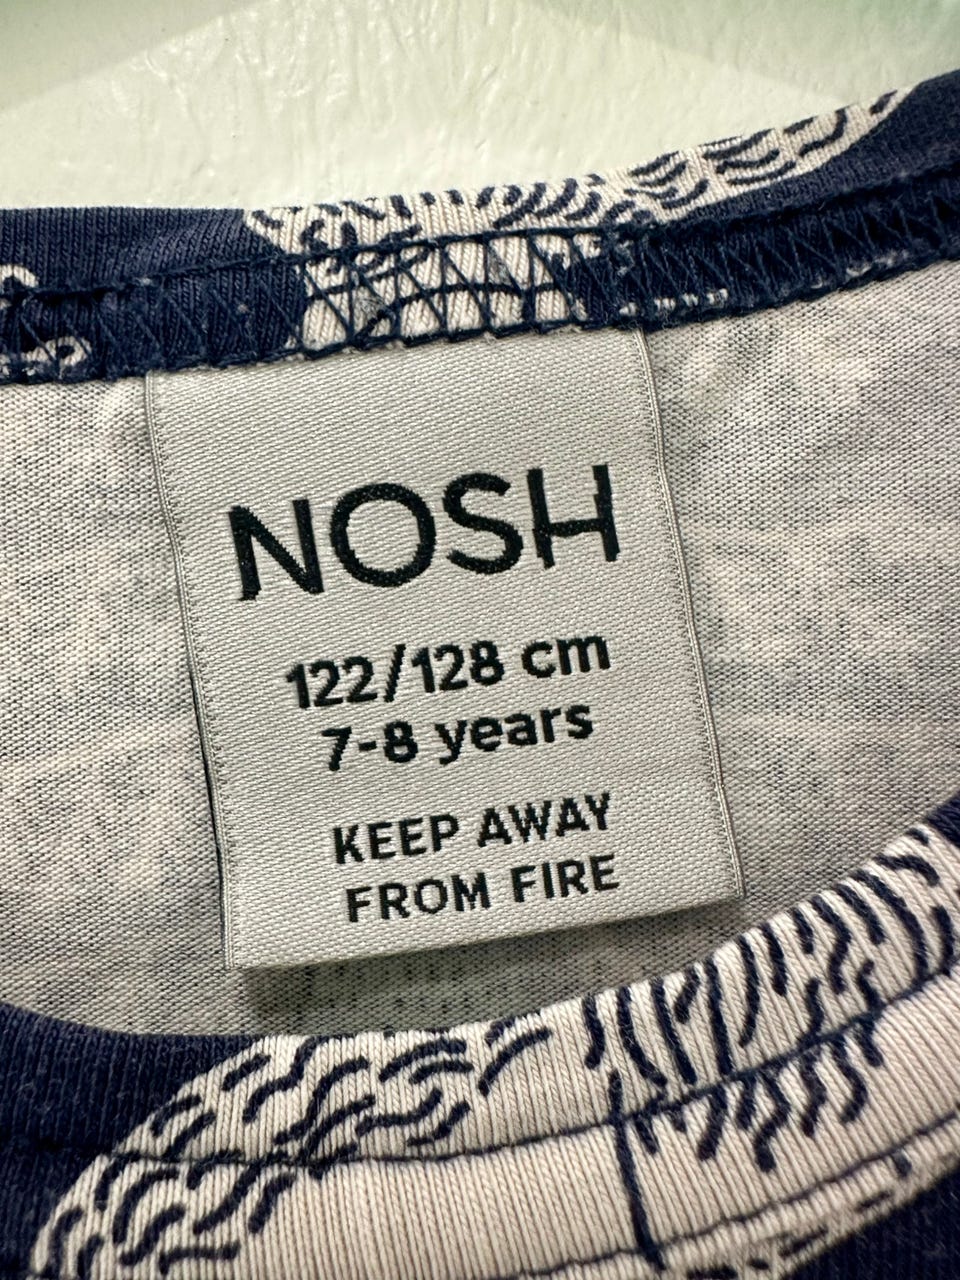 NOSH
122/128 cm
7-8 years
KEEP AWAY
FROM FIRE